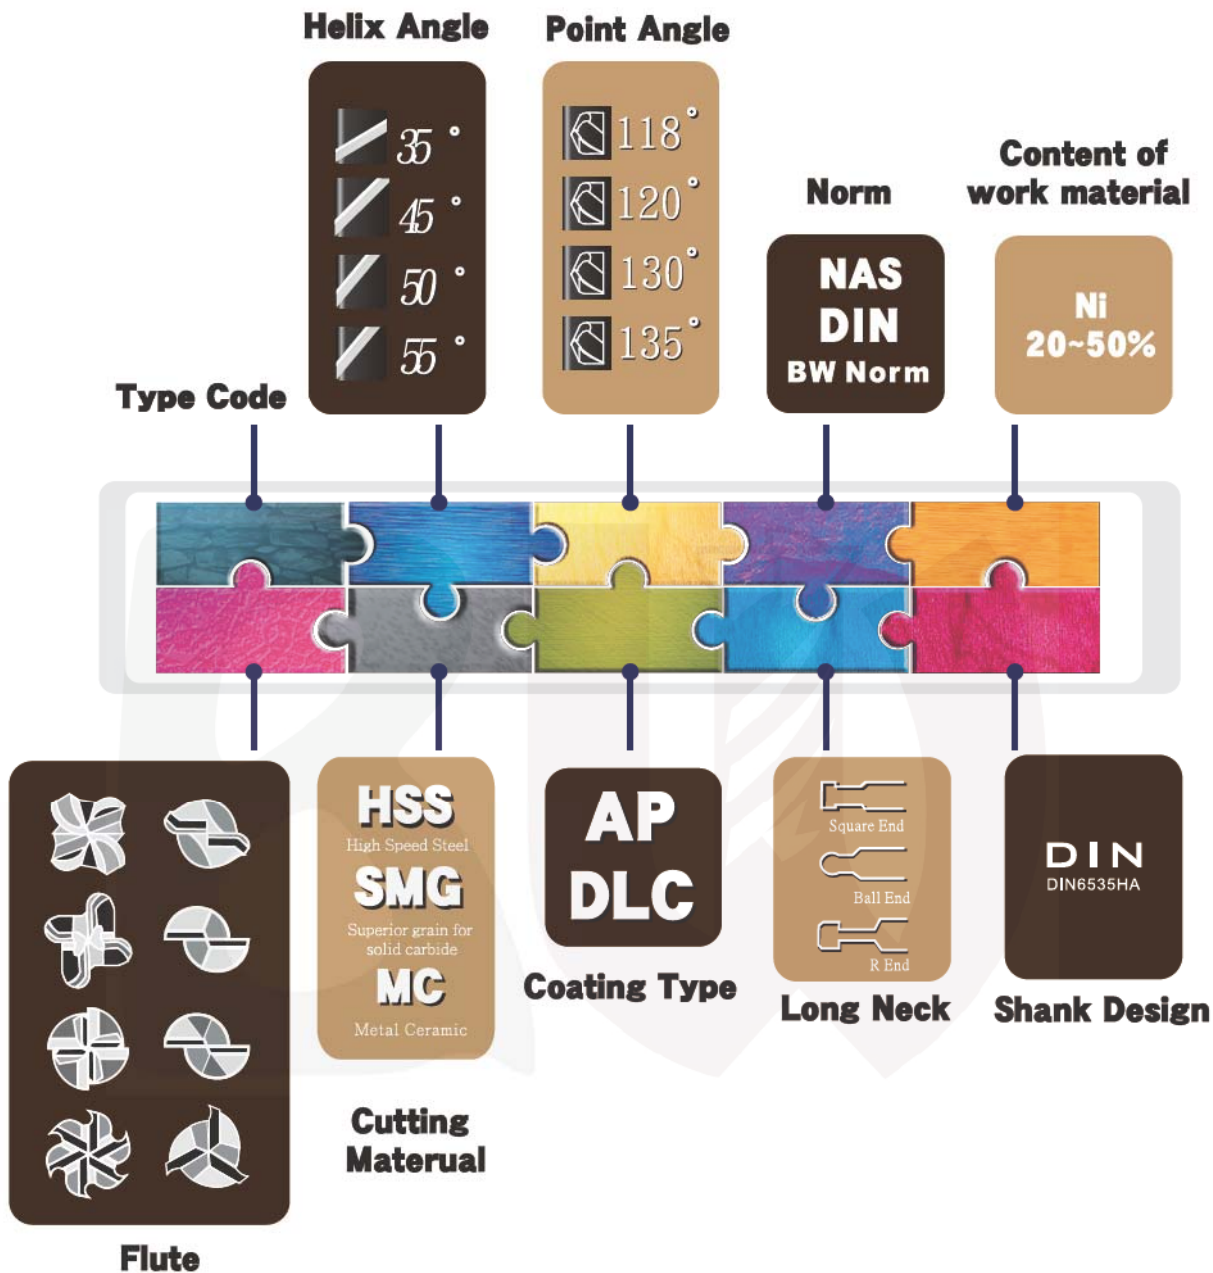 Helix Angle
35°
45°
50°
55°
Point Angle
118°
120°
130°
135°
Norm
NAS
DIN
BW Norm
Content of
work material
Ni
20~50%
Type Code
Flute
HSS
High Speed Steel
SMG
Superior grain for
solid carbide
MC
Metal Ceramic
Cutting
Materual
AP
DLC
Coating Type
Square End
Ball End
R End
Long Neck
DIN
DIN6535HA
Shank Design